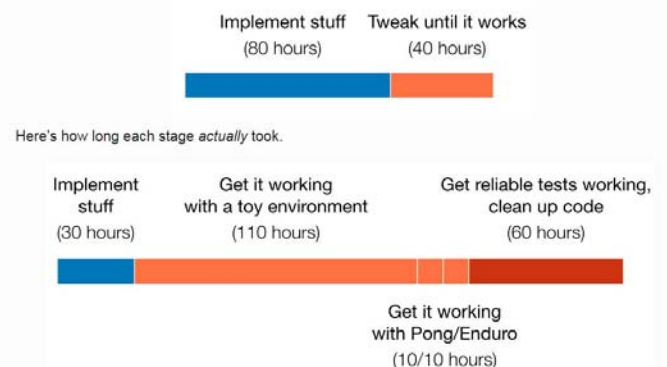 Implement stuff Tweak until it works
(80 hours) (40 hours)
Here's how long each stage actually took.
Implement
stuff
(30 hours)
Get it working
with a toy environment
(110 hours)
Get reliable tests working,
clean up code
(60 hours)
Get it working
with Pong/Enduro
(10/10 hours)